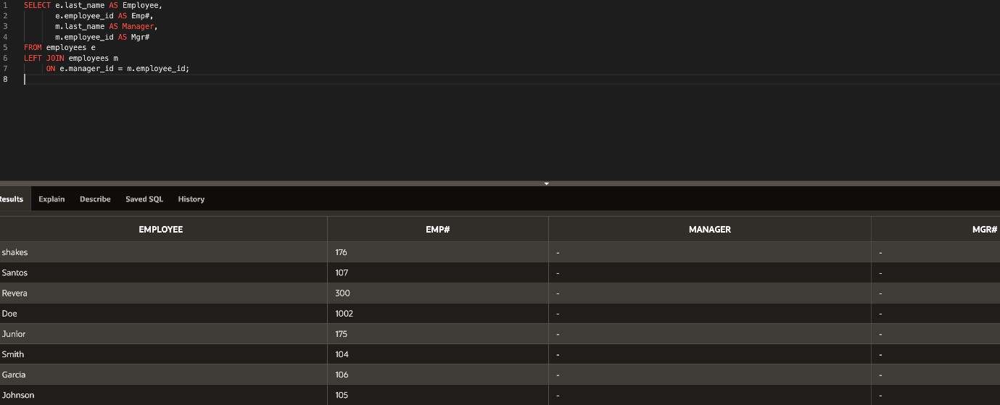 1 SELECT e.last_name AS Employee,
2 e.employee_id AS Emp#,
3 m.last_name AS Manager,
4 m.employee_id AS Mgr#
5 FROM employees e
6 LEFT JOIN employees m
7 ON e.manager_id = m.employee_id;
8
Results Explain Describe Saved SQL History
EMPLOYEE EMP# MANAGER MGR#
shakes 176 - -
Santos 107 - -
Revera 300 - -
Doe 1002 - -
Junior 175 - -
Smith 104 - -
Garcia 106 - -
Johnson 105 - -